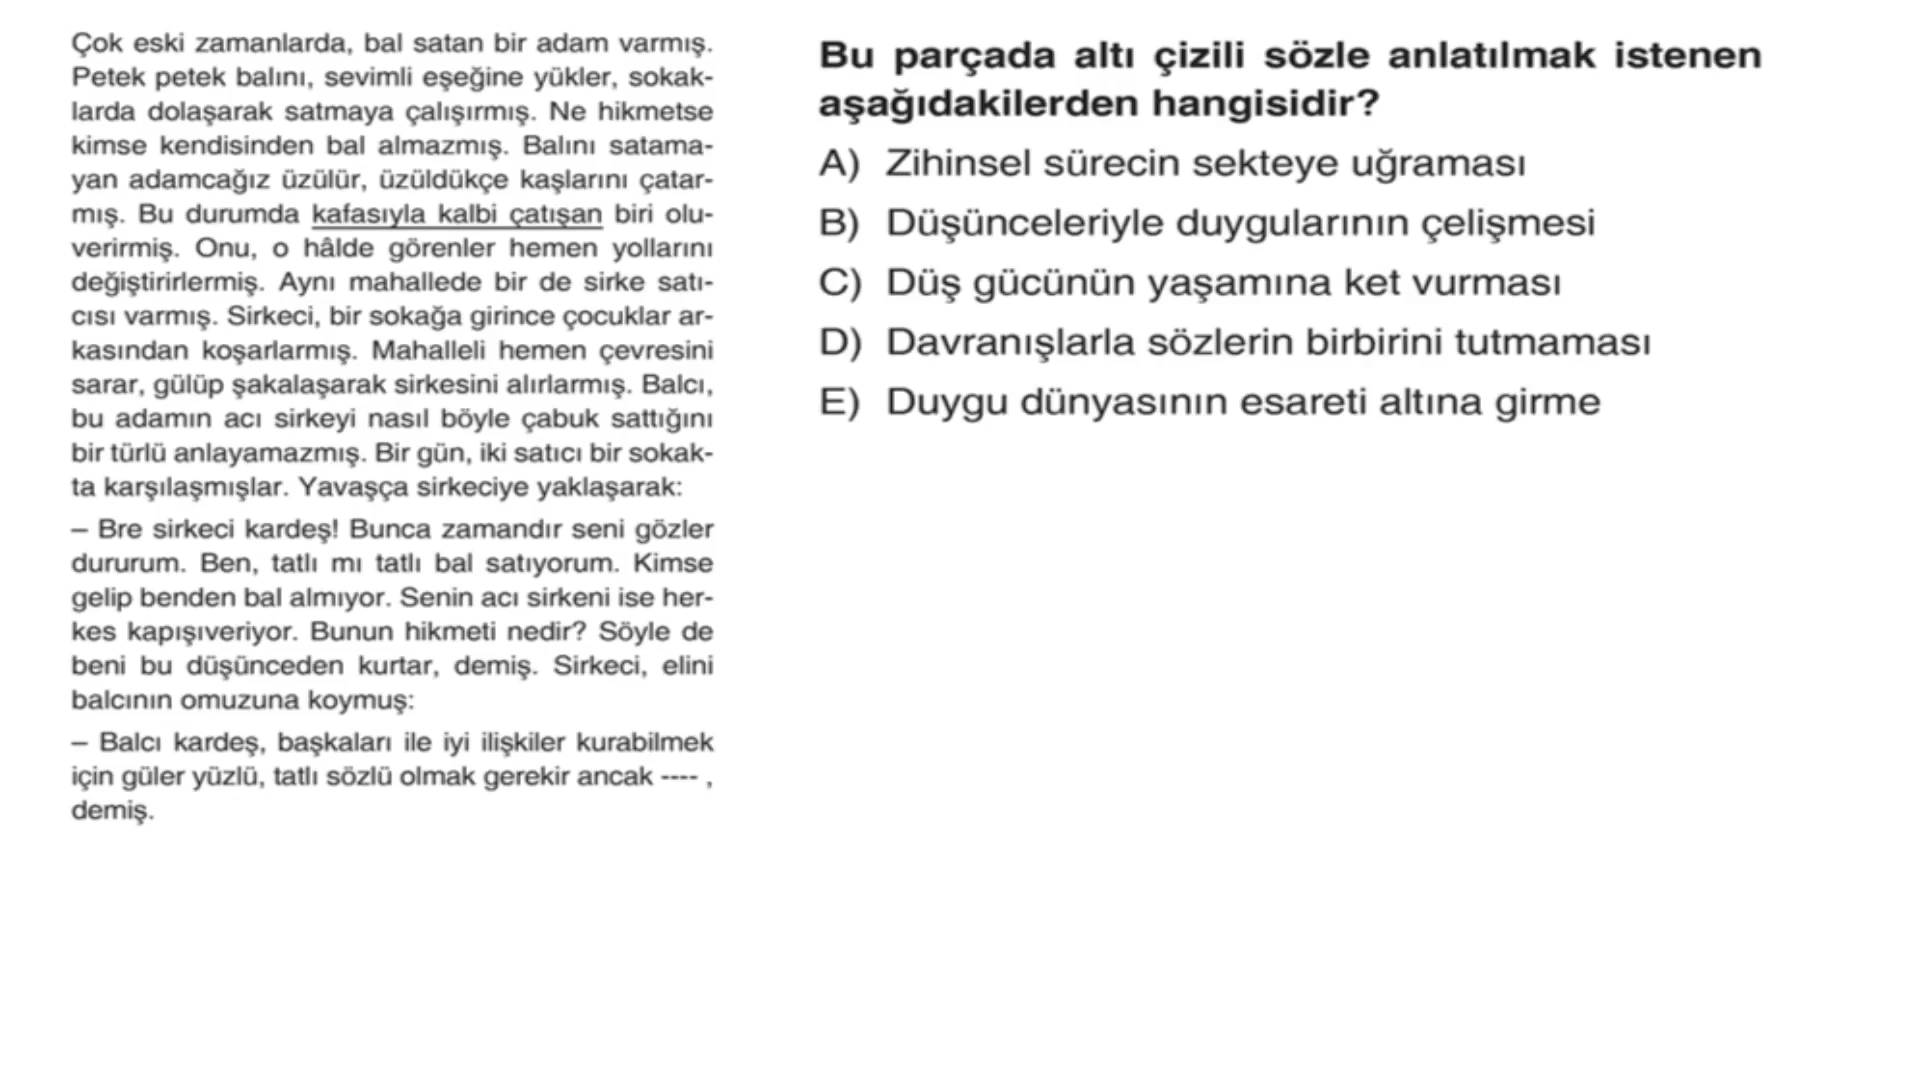 Çok eski zamanlarda, bal satan bir adam varmış.
Petek petek balını, sevimli eşeğine yükler, sokak-
larda dolaşarak satmaya çalışırmış. Ne hikmetse
kimse kendisinden bal almazmış. Balını satama-
yan adamcağız üzülür, üzüldükçe kaşlarını çatar-
mış. Bu durumda kafasıyla kalbi çatışan biri olu-
verirmiş. Onu, o hâlde görenler hemen yollarını
değiştirirlermiş. Aynı mahallede bir de sirke satı-
cısı varmış. Sirkeci, bir sokağa girince çocuklar ar-
kasından koşarlarmış. Mahalleli hemen çevresini
sarar, gülüp şakalaşarak sirkesini alırlarmış. Balcı,
bu adamın acı sirkeyi nasıl böyle çabuk sattığını
bir türlü anlayamazmış. Bir gün, iki satıcı bir sokak-
ta karşılaşmışlar. Yavaşça sirkeciye yaklaşarak:
– Bre sirkeci kardeş! Bunca zamandır seni gözler
dururum. Ben, tatlı mı tatlı bal satıyorum. Kimse
gelip benden bal almıyor. Senin acı sirkeni ise her-
kes kapışıveriyor. Bunun hikmeti nedir? Söyle de
beni bu düşünceden kurtar, demiş. Sirkeci, elini
balcının omuzuna koymuş:
– Balcı kardeş, başkaları ile iyi ilişkiler kurabilmek
için güler yüzlü, tatlı sözlü olmak gerekir ancak ---- ,
demiş.
Bu parçada altı çizili sözle anlatılmak istenen
aşağıdakilerden hangisidir?
A) Zihinsel sürecin sekteye uğraması
B) Düşünceleriyle duygularının çelişmesi
C) Düş gücünün yaşamına ket vurması
D) Davranışlarla sözlerin birbirini tutmaması
E) Duygu dünyasının esareti altına girme